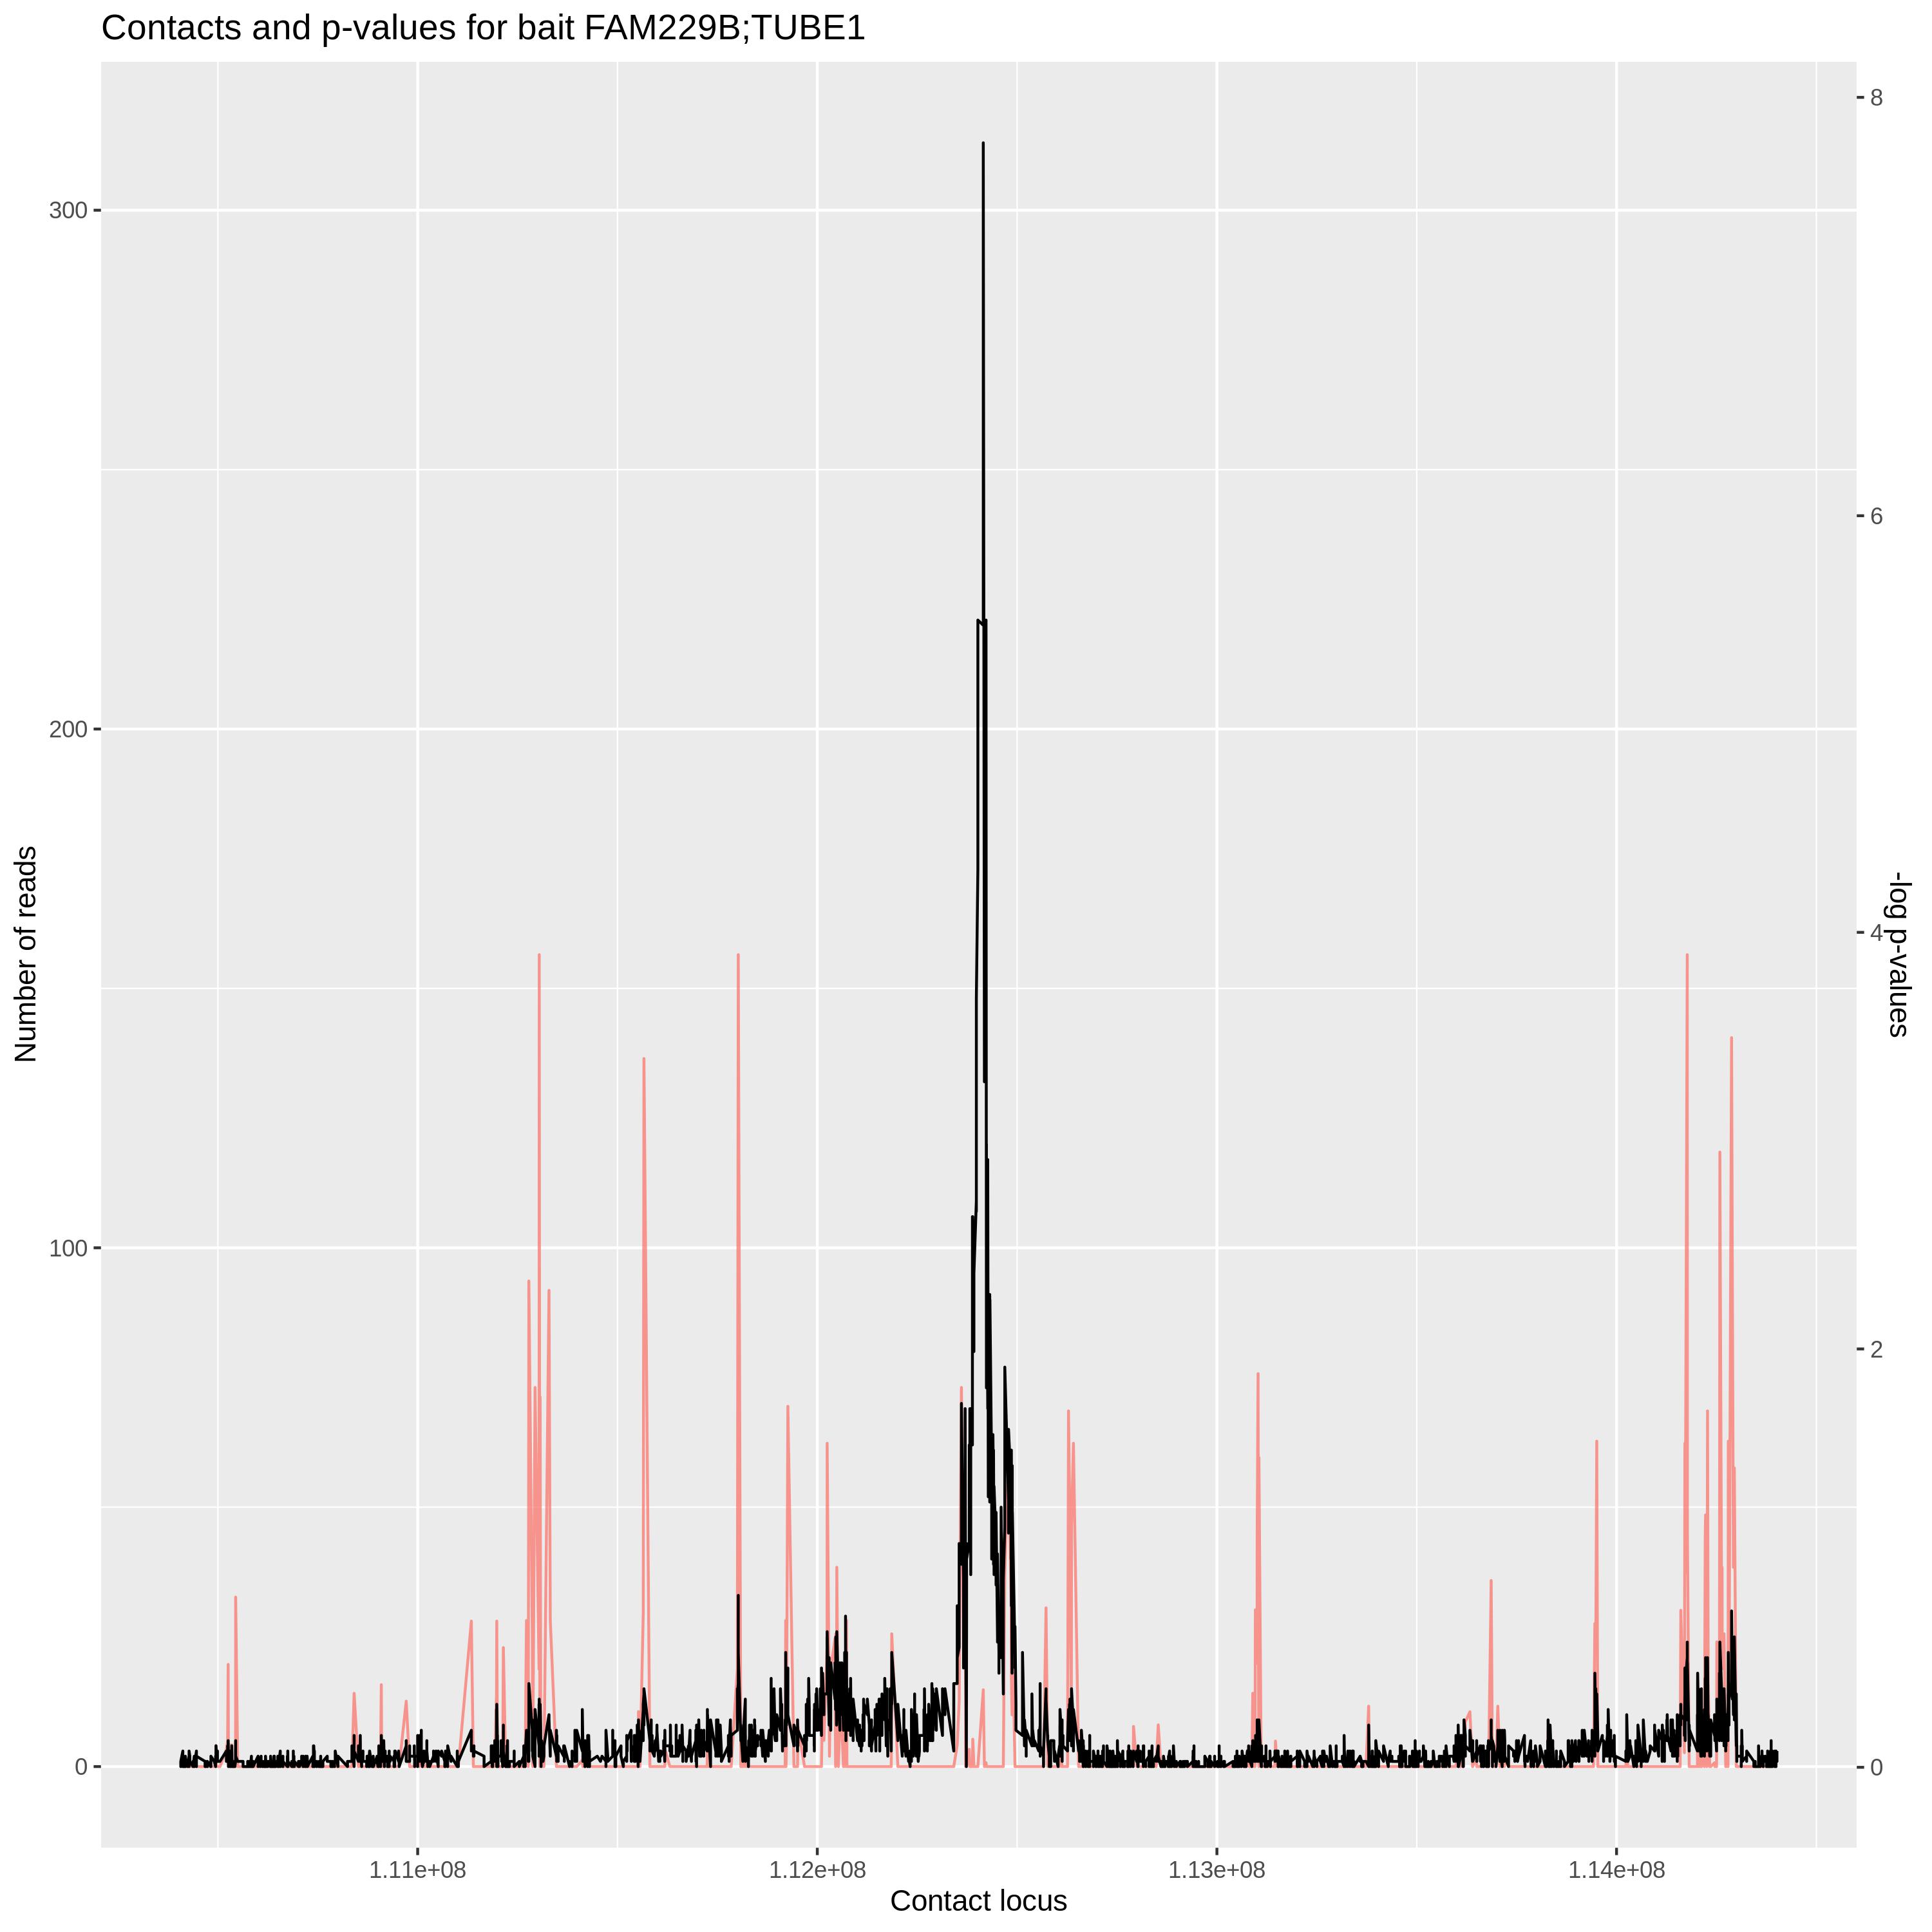 Contacts and p-values for bait FAM229B;TUBE1
8
300
6
200
4
100
2
0
0
Number of reads
-log p-values
1.11e+08
1.12e+08
1.13e+08
1.14e+08
Contact locus